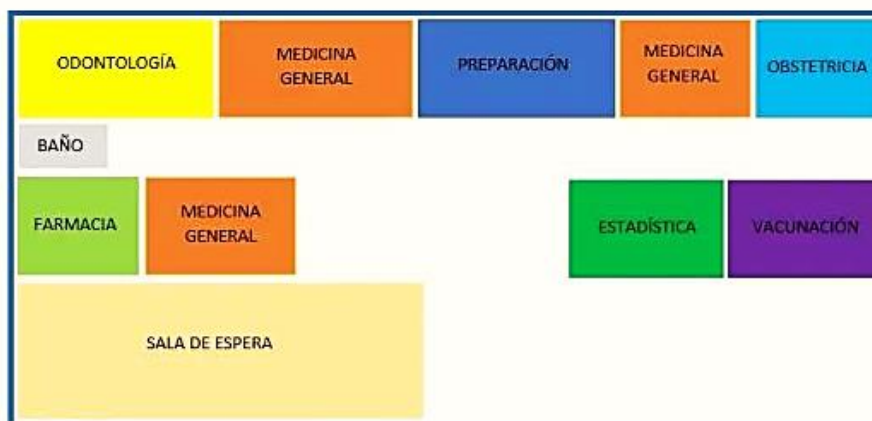 ODONTOLOGÍA
MEDICINA
GENERAL
PREPARACIÓN
MEDICINA
GENERAL
OBSTETRICIA
BAÑO
FARMACIA
MEDICINA
GENERAL
ESTADÍSTICA
VACUNACIÓN
SALA DE ESPERA